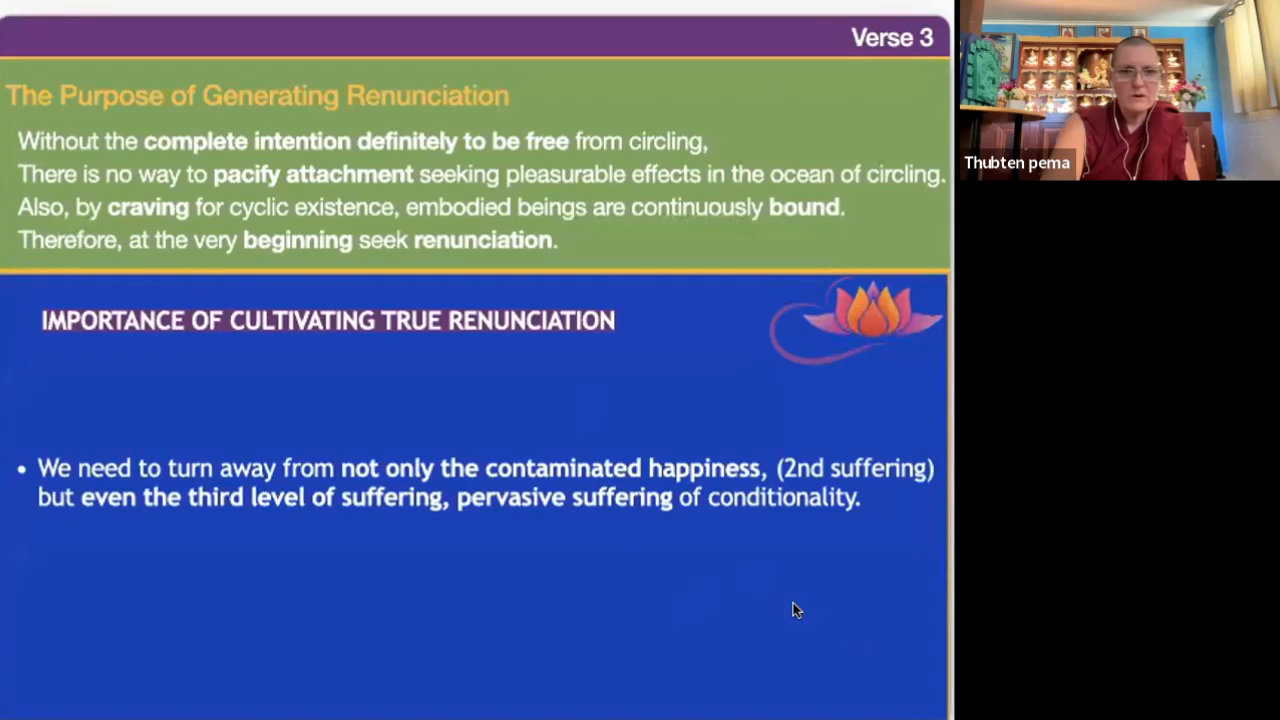 Verse 3
The Purpose of Generating Renunciation
Without the complete intention definitely to be free from circling,
There is no way to pacify attachment seeking pleasurable effects in the ocean of circling.
Also, by craving for cyclic existence, embodied beings are continuously bound.
Therefore, at the very beginning seek renunciation.
IMPORTANCE OF CULTIVATING TRUE RENUNCIATION
• We need to turn away from not only the contaminated happiness, (2nd suffering)
but even the third level of suffering, pervasive suffering of conditionality.
Thubten pema